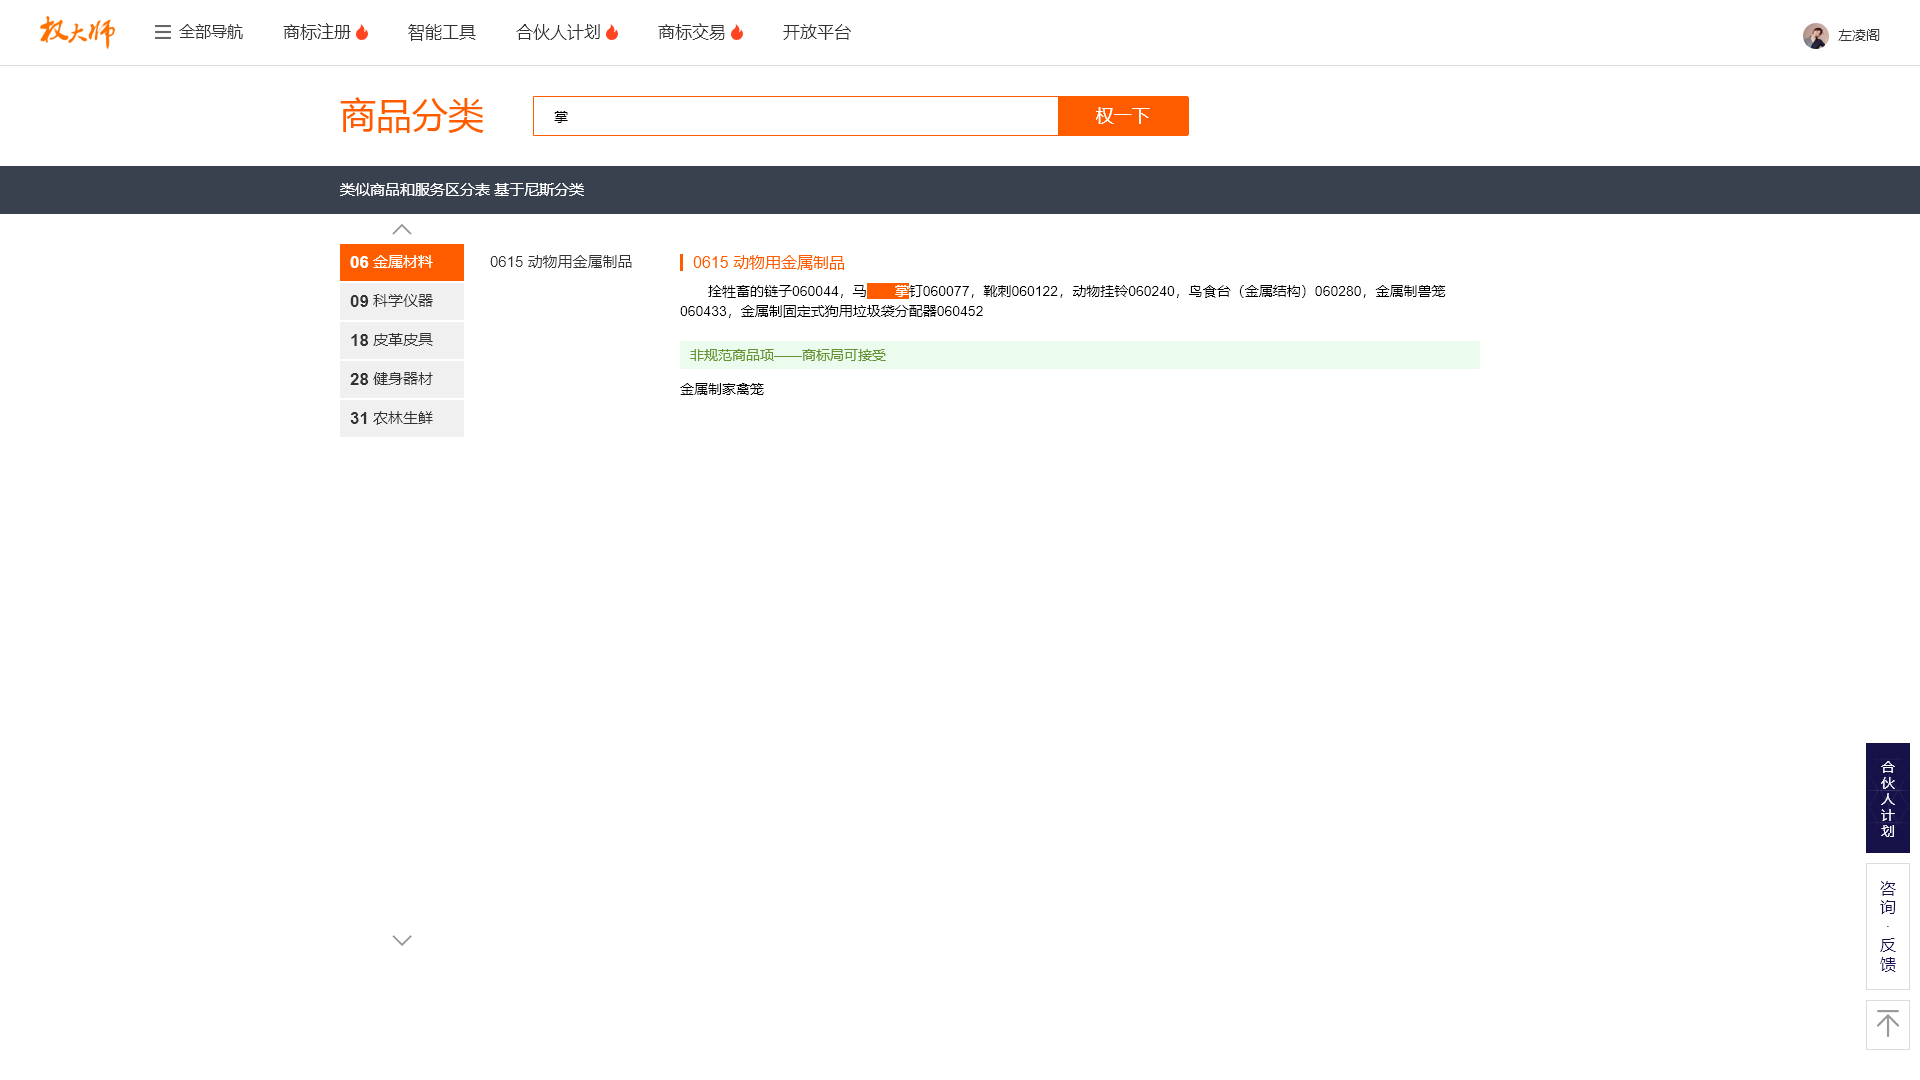 权大师
全部导航 商标注册 智能工具 合伙人计划 商标交易 开放平台 左凌阁
商品分类 掌 权一下
类似商品和服务区分表 基于尼斯分类
06 金属材料
09 科学仪器
18 皮革皮具
28 健身器材
31 农林生鲜
0615 动物用金属制品
0615 动物用金属制品
拴牲畜的链子060044，马掌钉060077，靴刺060122，动物挂铃060240，鸟食台（金属结构）060280，金属制兽笼
060433，金属制固定式狗用垃圾袋分配器060452
非规范商品项——商标局可接受
金属制家禽笼
合伙人计划
咨询·反馈